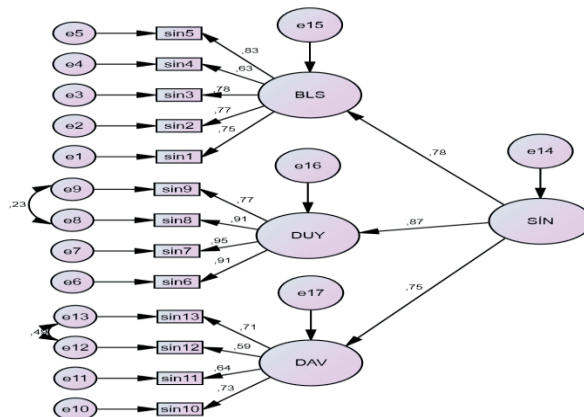 e5
sin5
e4
sin4
e3
sin3
e2
sin2
e1
sin1
,83
,63
,78
,77
,75
e15
BLS
e9
sin9
e8
sin8
e7
sin7
e6
sin6
,23
,77
,91
,95
,91
e16
DUY
e13
sin13
e12
sin12
e11
sin11
e10
sin10
,71
,59
,64
,73
e17
DAV
,78
,87
,75
e14
SİN